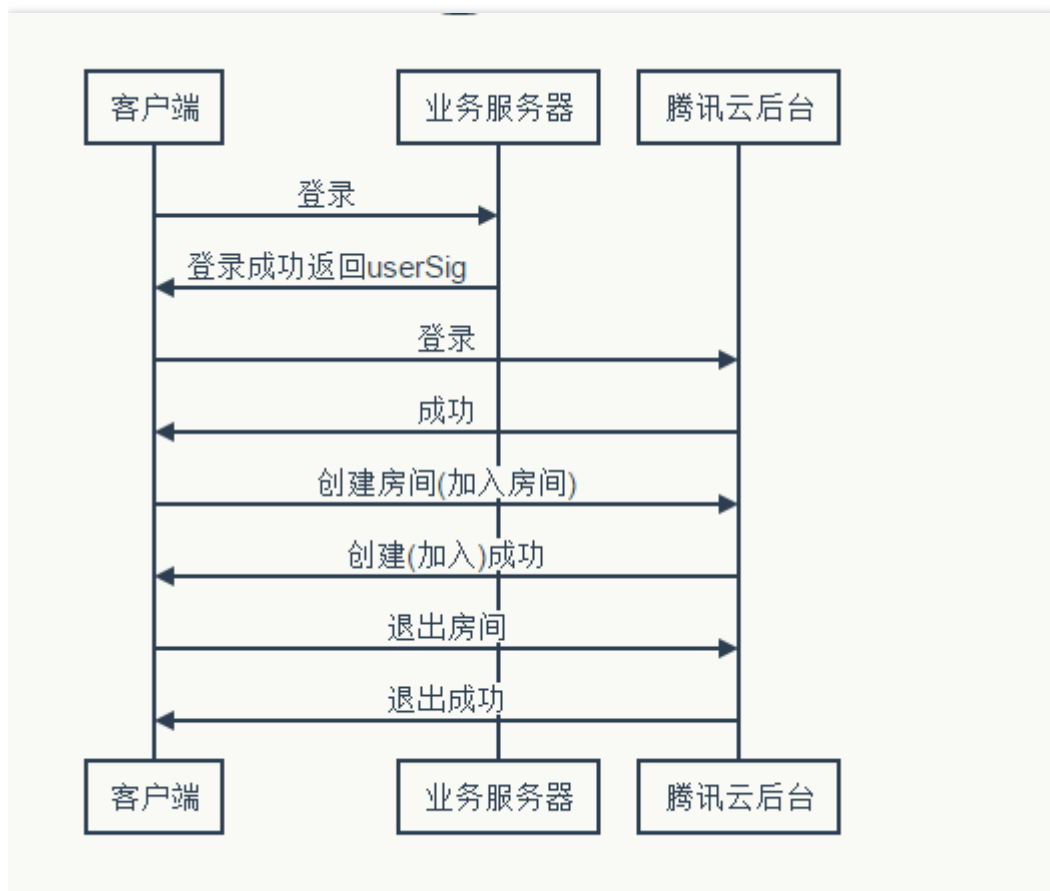 客户端
业务服务器
腾讯云后台
登录
登录成功返回userSig
登录
成功
创建房间(加入房间)
创建(加入)成功
退出房间
退出成功
客户端
业务服务器
腾讯云后台